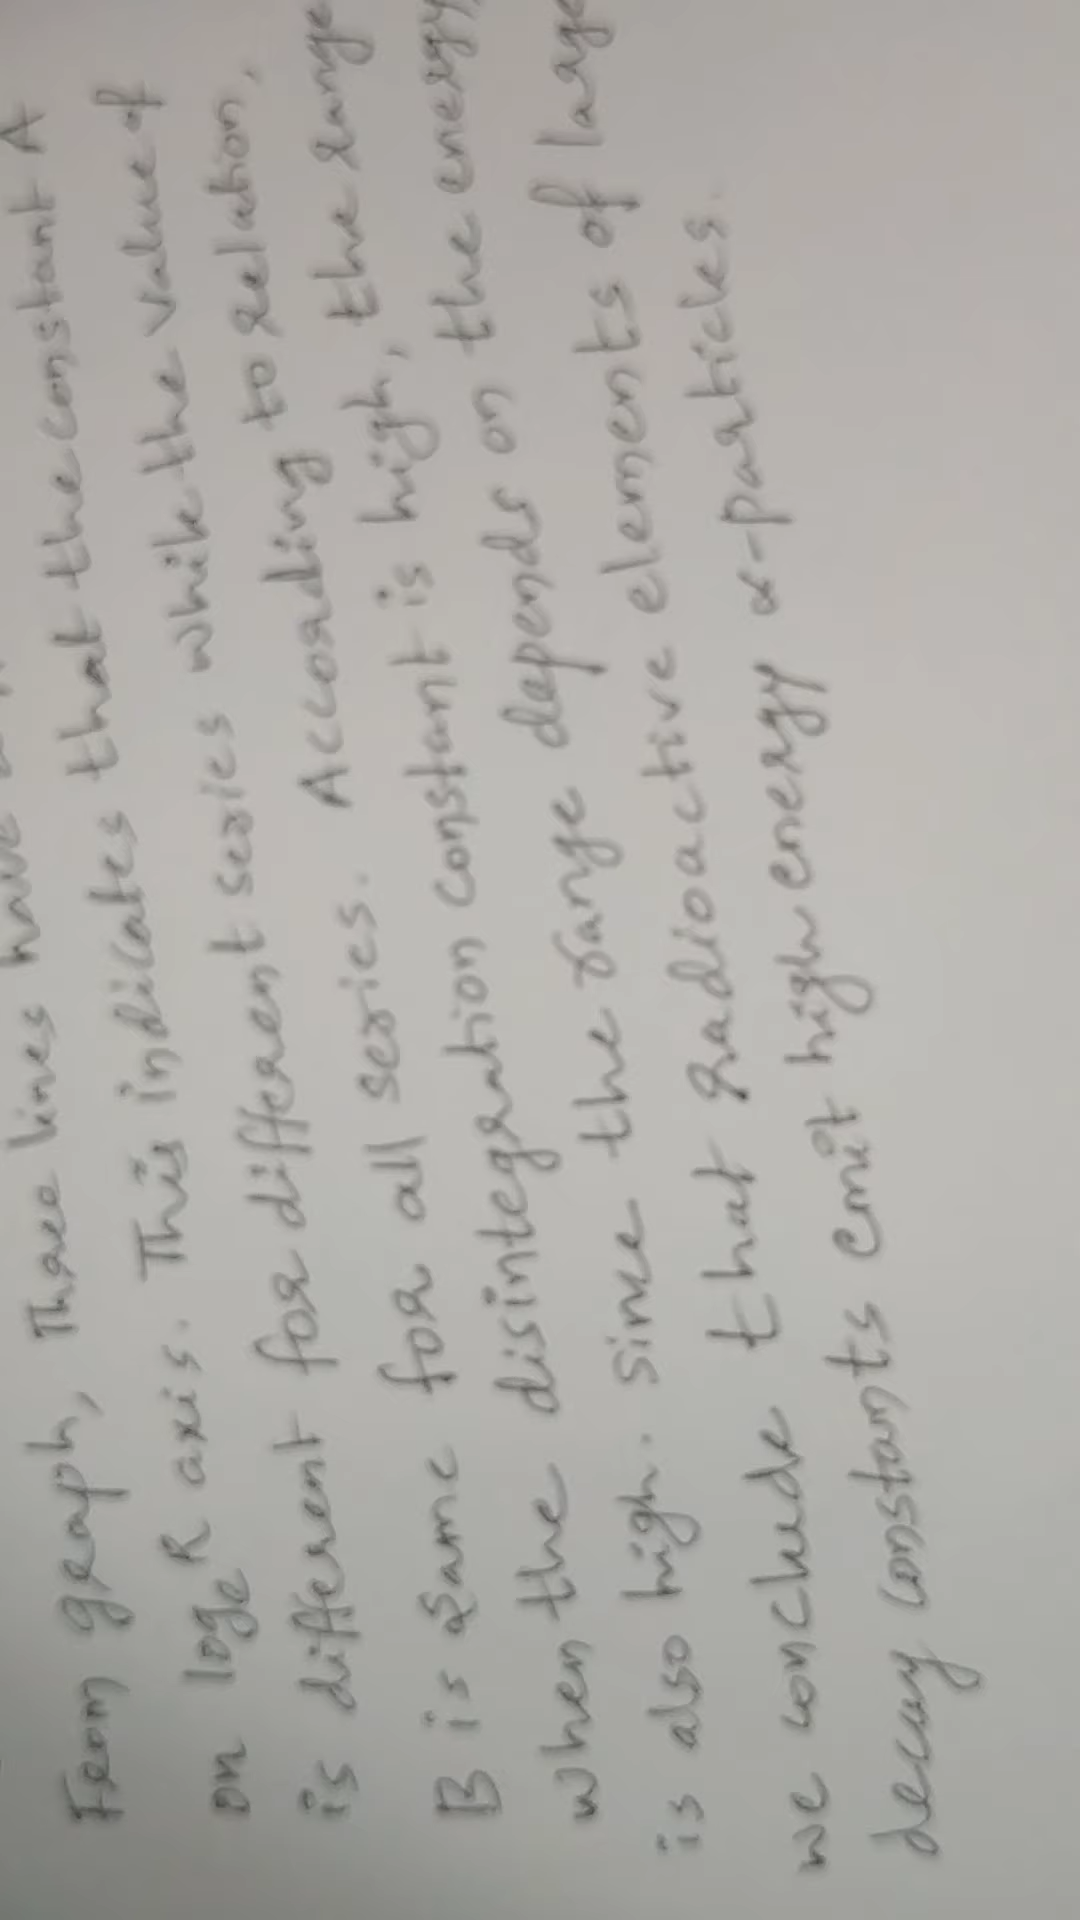 From graph, Three lines have
on logeR axis. This indicates that the constant A
is different for different series while the value of
B is same for all series. According to relation,
when the disintegration constant is high, the range
is also high. since the range depends on the energy,
we conclude that radioactive elements of large
decay constants emit high energy α-particles.